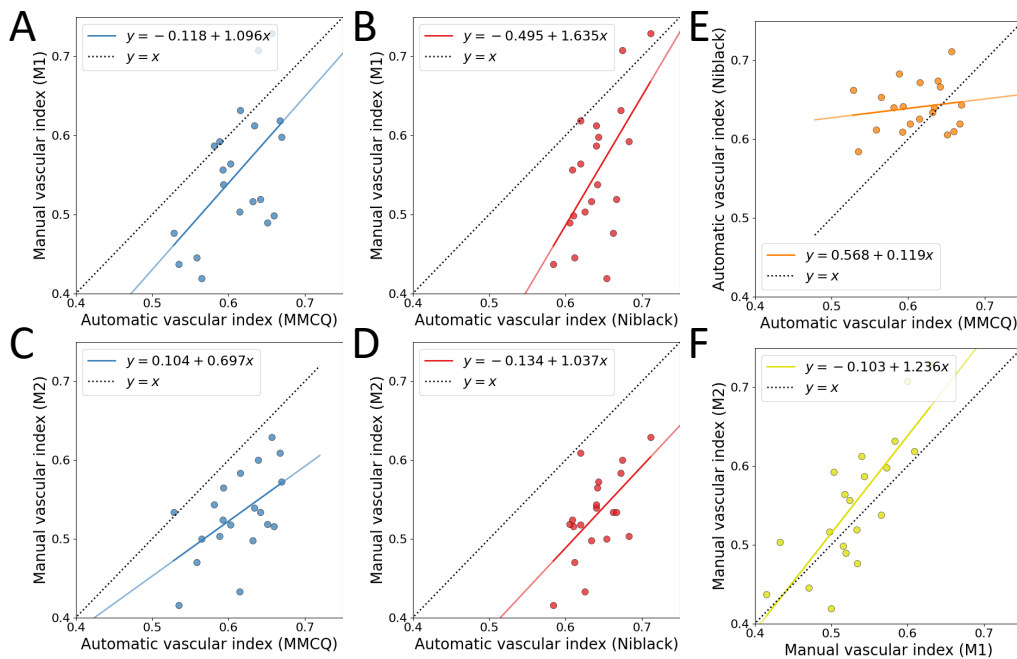 A
y = − 0.118 + 1.096x
y = x
0.7
0.6
0.5
0.4
0.4
0.5
0.6
0.7
Manual vascular index (M1)
Automatic vascular index (MMCQ)
B
y = − 0.495 + 1.635x
y = x
0.7
0.6
0.5
0.4
0.4
0.5
0.6
0.7
Manual vascular index (M1)
Automatic vascular index (Niblack)
E
0.7
0.6
0.5
0.4
y = 0.568 + 0.119x
y = x
0.4
0.5
0.6
0.7
Automatic vascular index (Niblack)
Automatic vascular index (MMCQ)
C
y = 0.104 + 0.697x
y = x
0.7
0.6
0.5
0.4
0.4
0.5
0.6
0.7
Manual vascular index (M2)
Automatic vascular index (MMCQ)
D
y = − 0.134 + 1.037x
y = x
0.7
0.6
0.5
0.4
0.4
0.5
0.6
0.7
Manual vascular index (M2)
Automatic vascular index (Niblack)
F
y = − 0.103 + 1.236x
y = x
0.7
0.6
0.5
0.4
0.4
0.5
0.6
0.7
Manual vascular index (M2)
Manual vascular index (M1)